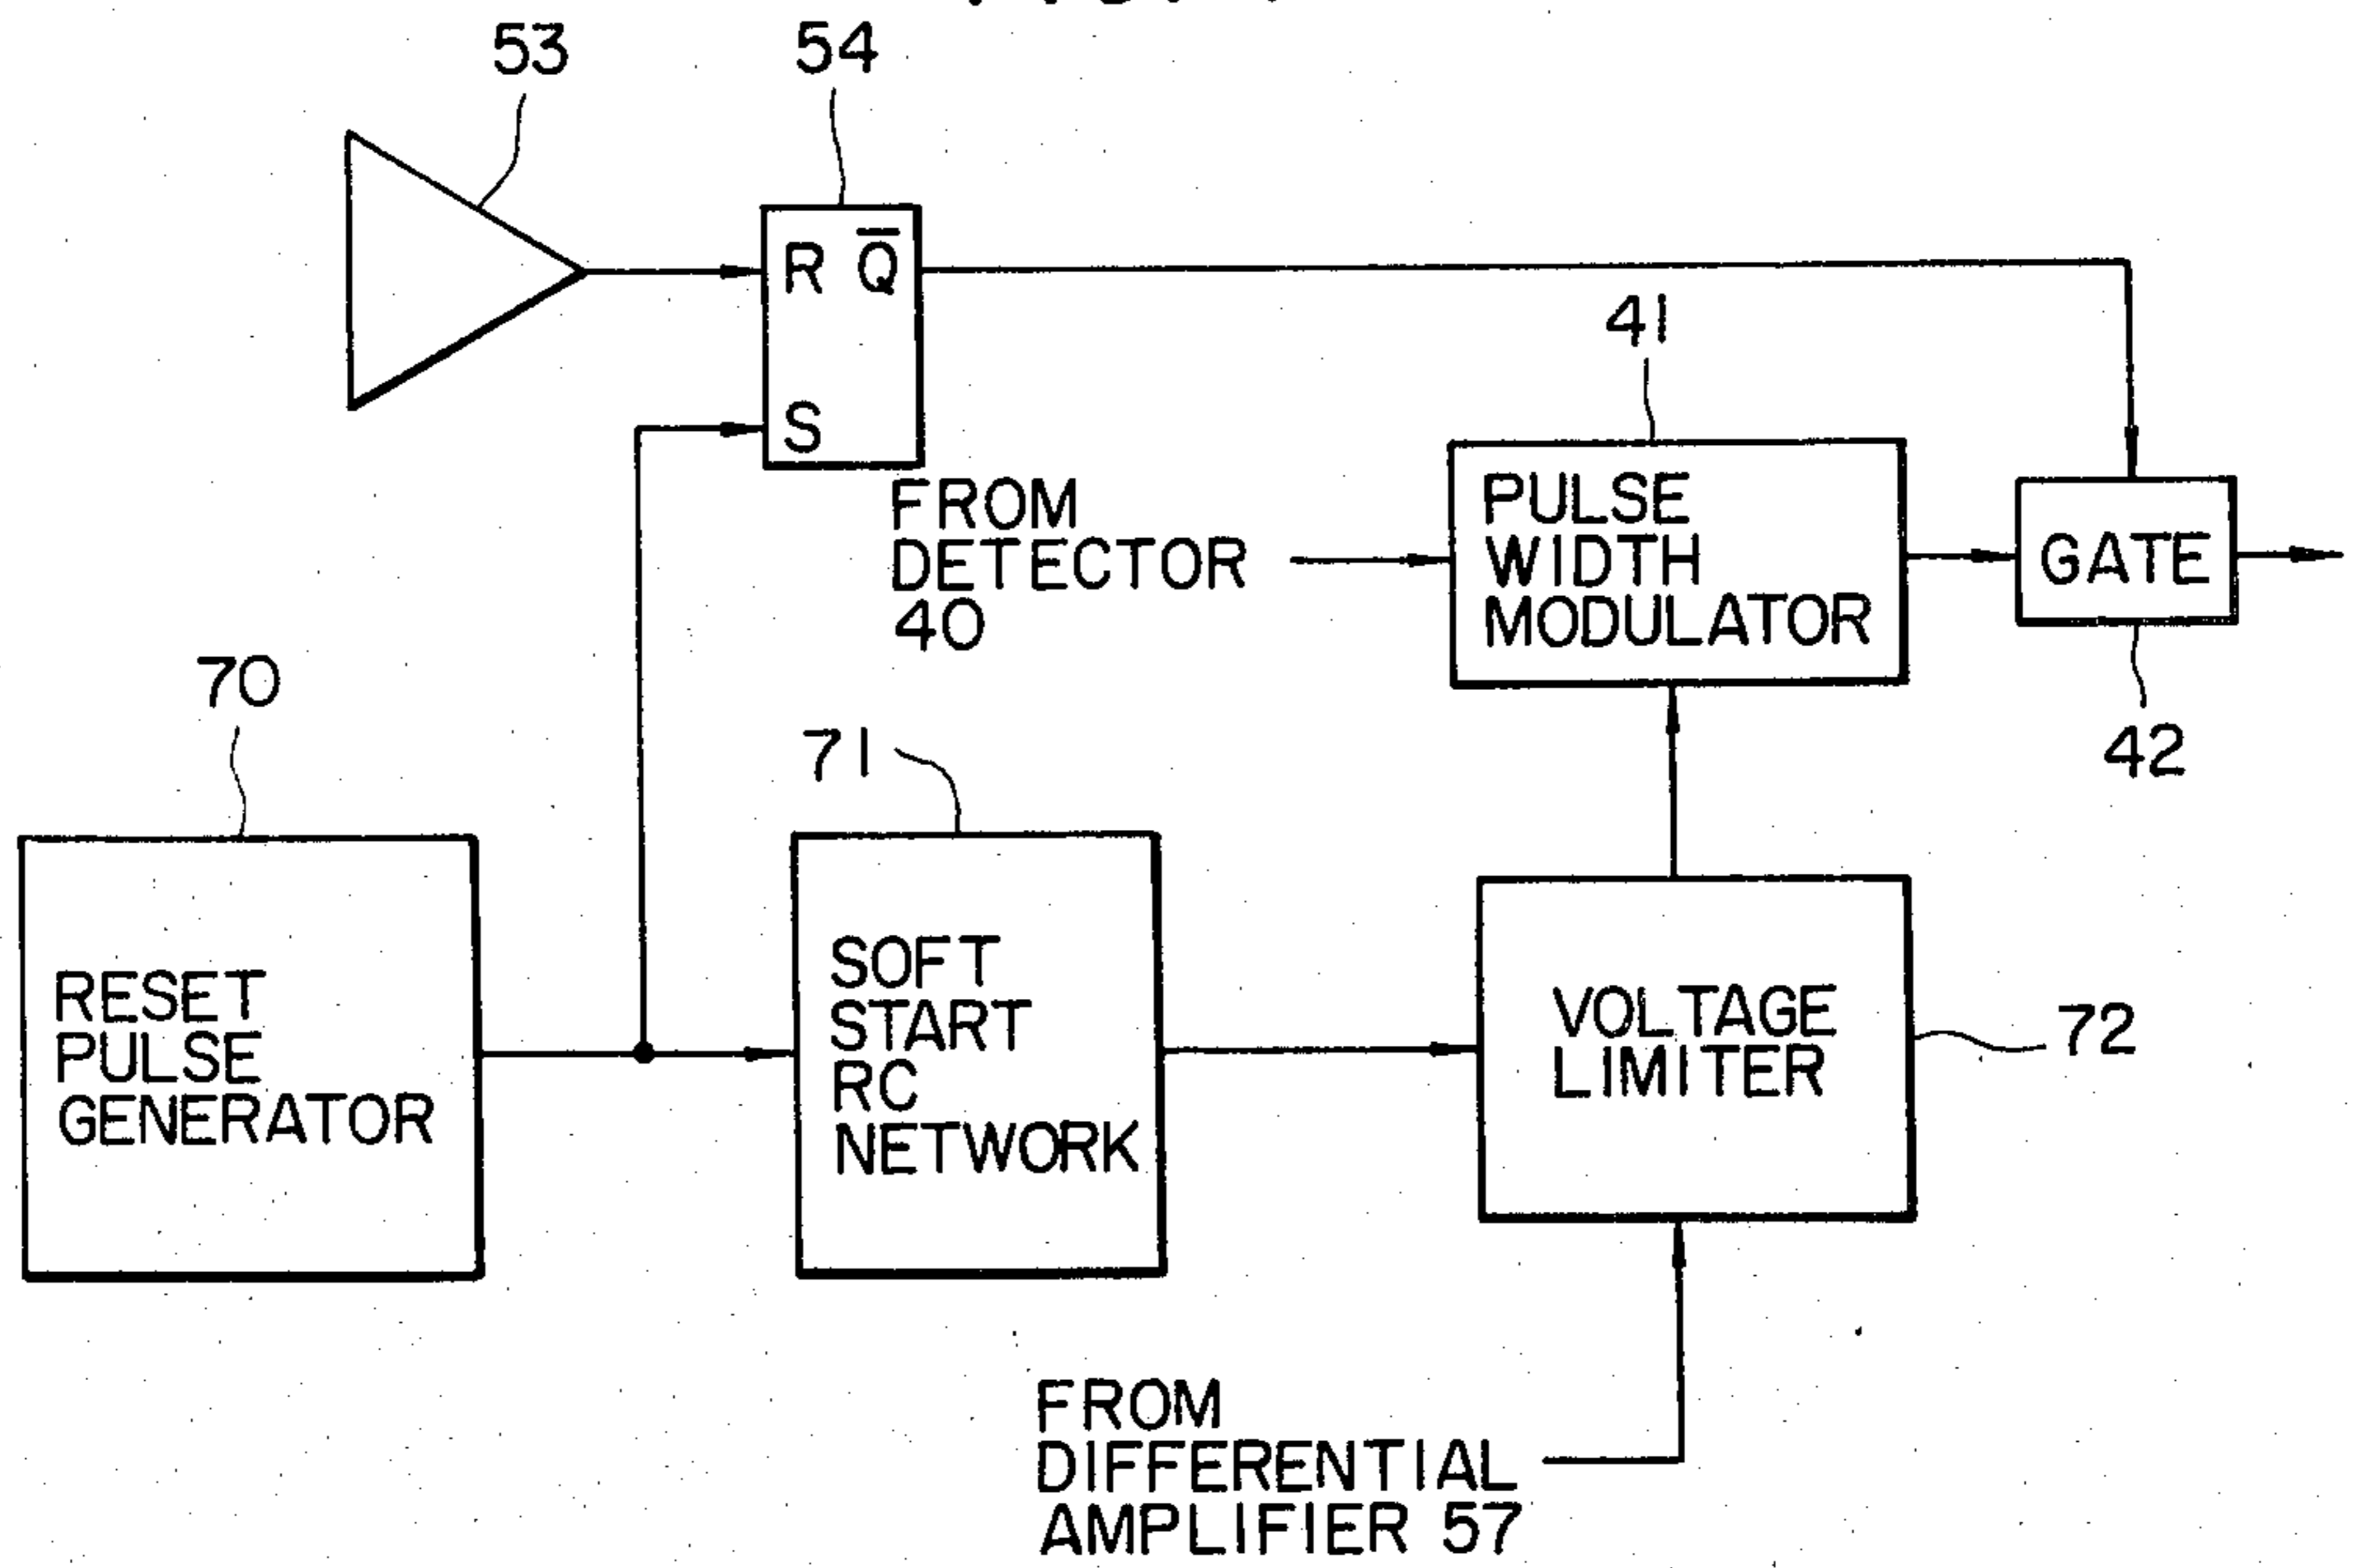 53
54
R Q̅
S
41
FROM
DETECTOR
40
PULSE
WIDTH
MODULATOR
GATE
42
70
71
RESET
PULSE
GENERATOR
SOFT
START
RC
NETWORK
VOLTAGE
LIMITER
72
FROM
DIFFERENTIAL
AMPLIFIER 57